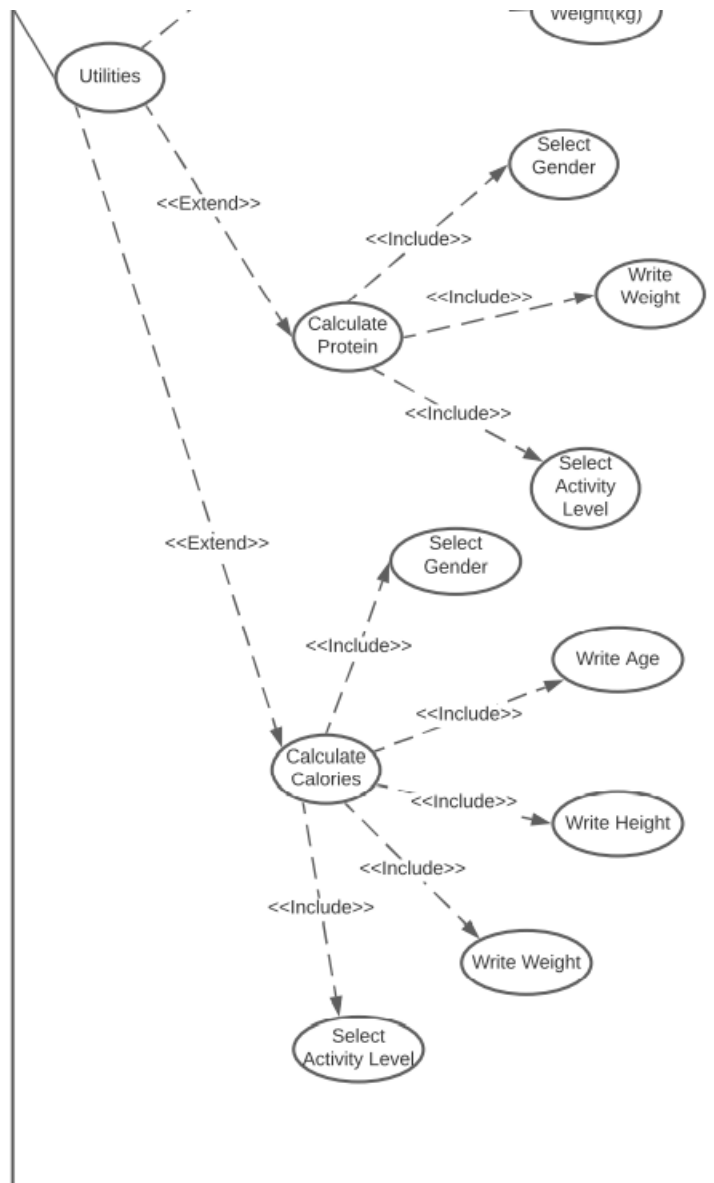 Weight(kg)
Utilities
Select
Gender
<<Extend>>
<<Include>>
Write
Weight
<<Include>>
Calculate
Protein
<<Include>>
Select
Activity
Level
<<Extend>>
Select
Gender
<<Include>>
Write Age
<<Include>>
Calculate
Calories
<<Include>>
Write Height
<<Include>>
<<Include>>
Write Weight
Select
Activity Level